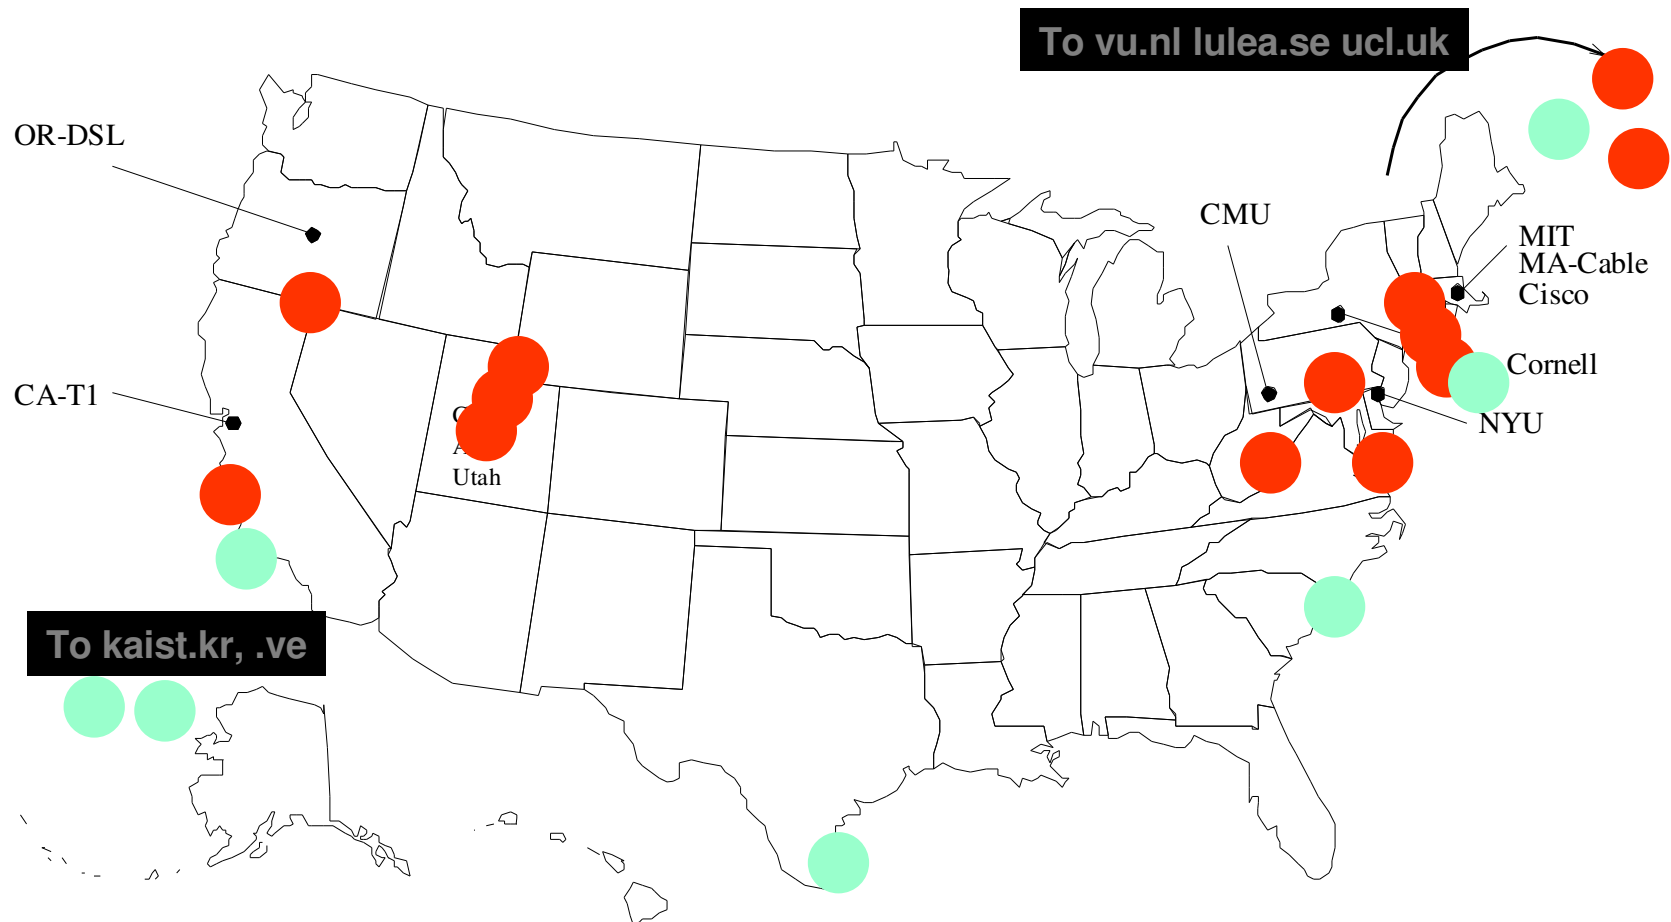 To vu.nl lulea.se ucl.uk
OR-DSL
CMU
MIT
MA-Cable
Cisco
Cornell
CA-T1
NYU
Utah
To kaist.kr, .ve